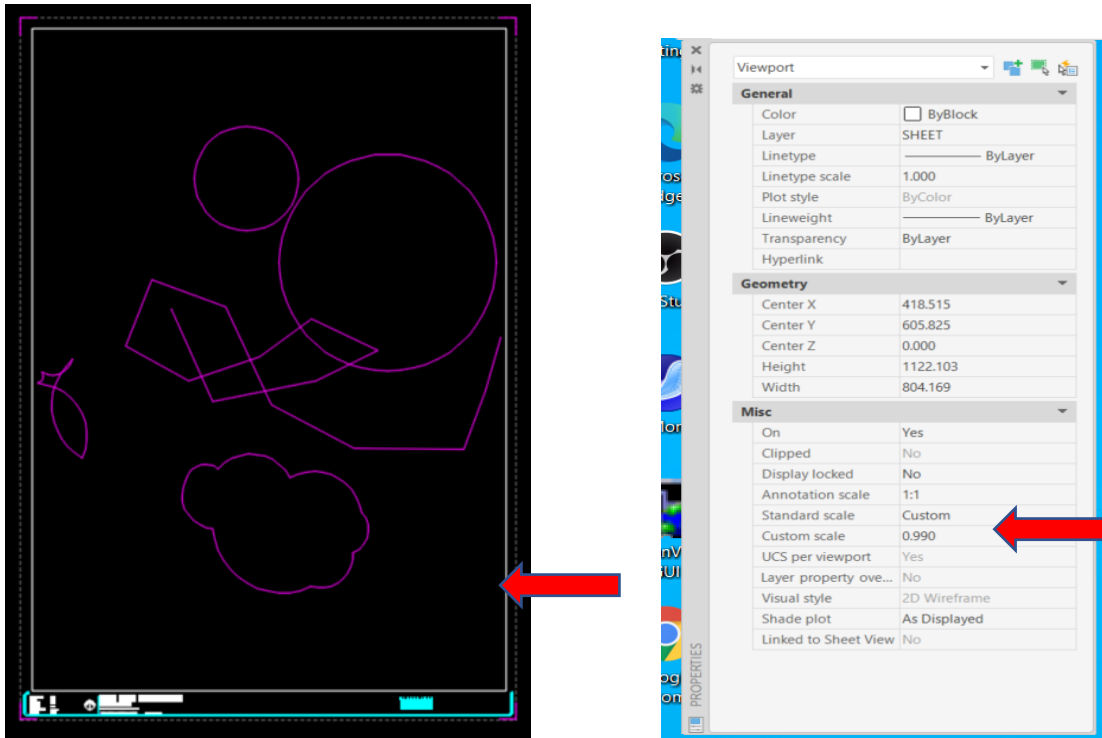 Viewport
General
Color ByBlock
Layer SHEET
Linetype ByLayer
Linetype scale 1.000
Plot style ByColor
Lineweight ByLayer
Transparency ByLayer
Hyperlink
Geometry
Center X 418.515
Center Y 605.825
Center Z 0.000
Height 1122.103
Width 804.169
Misc
On Yes
Clipped No
Display locked No
Annotation scale 1:1
Standard scale Custom
Custom scale 0.990
UCS per viewport Yes
Layer property ove... No
Visual style 2D Wireframe
Shade plot As Displayed
Linked to Sheet View No
PROPERTIES